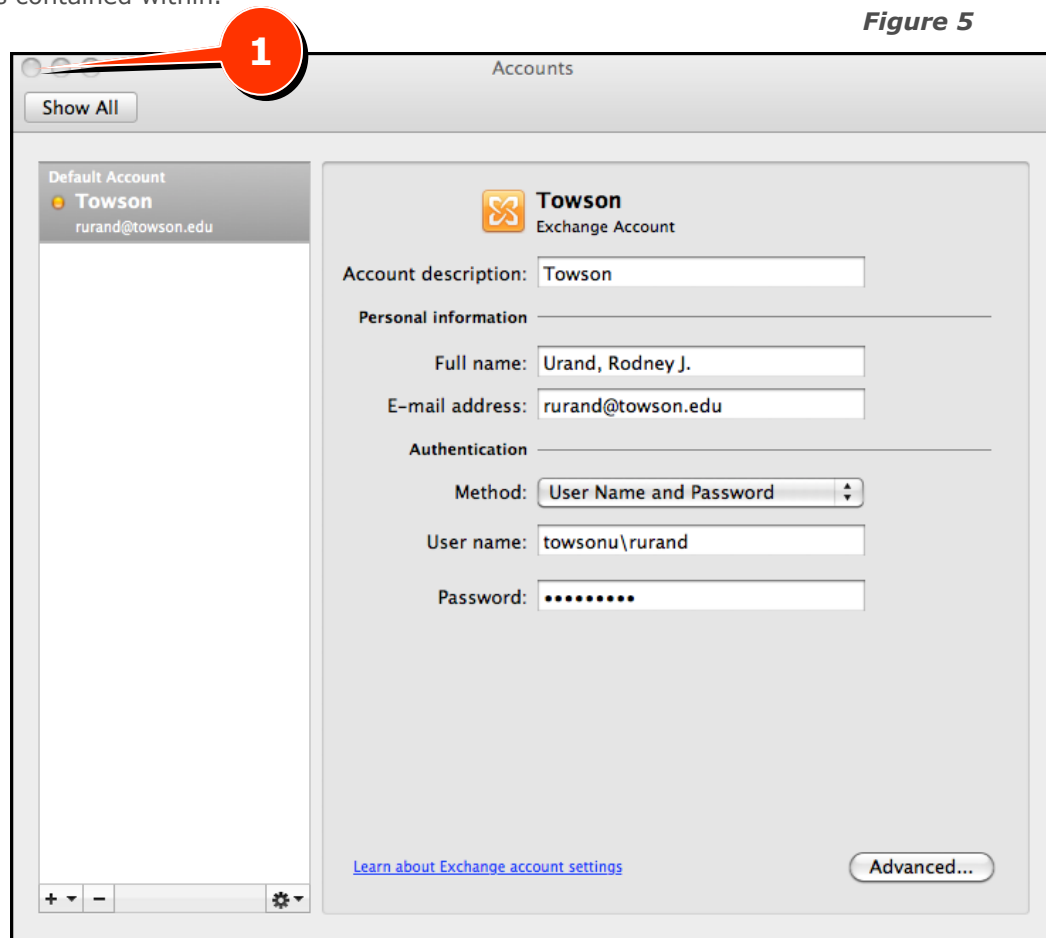 s contained within.
Figure 5
1
Accounts
Show All
Default Account
Towson
rurand@towson.edu
Towson
Exchange Account
Account description: Towson
Personal information
Full name: Urand, Rodney J.
E-mail address: rurand@towson.edu
Authentication
Method: User Name and Password
User name: towsonu\rurand
Password: •••••••••
Learn about Exchange account settings
Advanced...